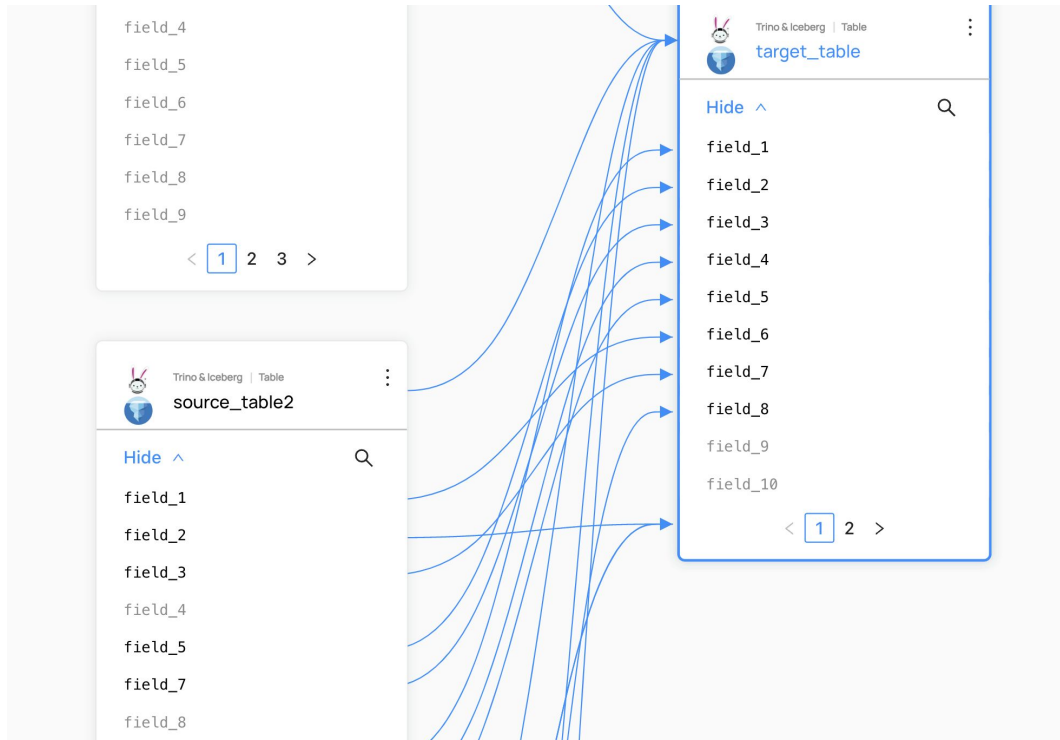 field_4
field_5
field_6
field_7
field_8
field_9
< 1 2 3 >
Trino & Iceberg | Table
source_table2
Hide
field_1
field_2
field_3
field_4
field_5
field_7
field_8
Trino & Iceberg | Table
target_table
Hide
field_1
field_2
field_3
field_4
field_5
field_6
field_7
field_8
field_9
field_10
< 1 2 >